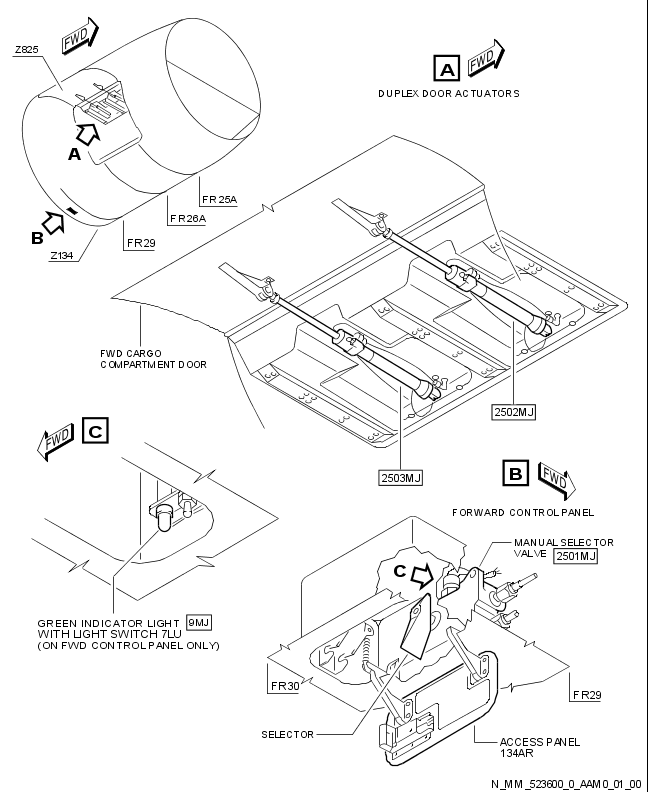 FWD
Z825
A
B
FR25A
FR26A
FR29
Z134
A
FWD
DUPLEX DOOR ACTUATORS
FWD CARGO
COMPARTMENT DOOR
2502MJ
2503MJ
FWD
C
B
FWD
FORWARD CONTROL PANEL
MANUAL SELECTOR
VALVE 2501MJ
C
GREEN INDICATOR LIGHT 9MJ
WITH LIGHT SWITCH 7LU
(ON FWD CONTROL PANEL ONLY)
FR30
FR29
SELECTOR
ACCESS PANEL
134AR
N_MM_523600_0_AAM0_01_00